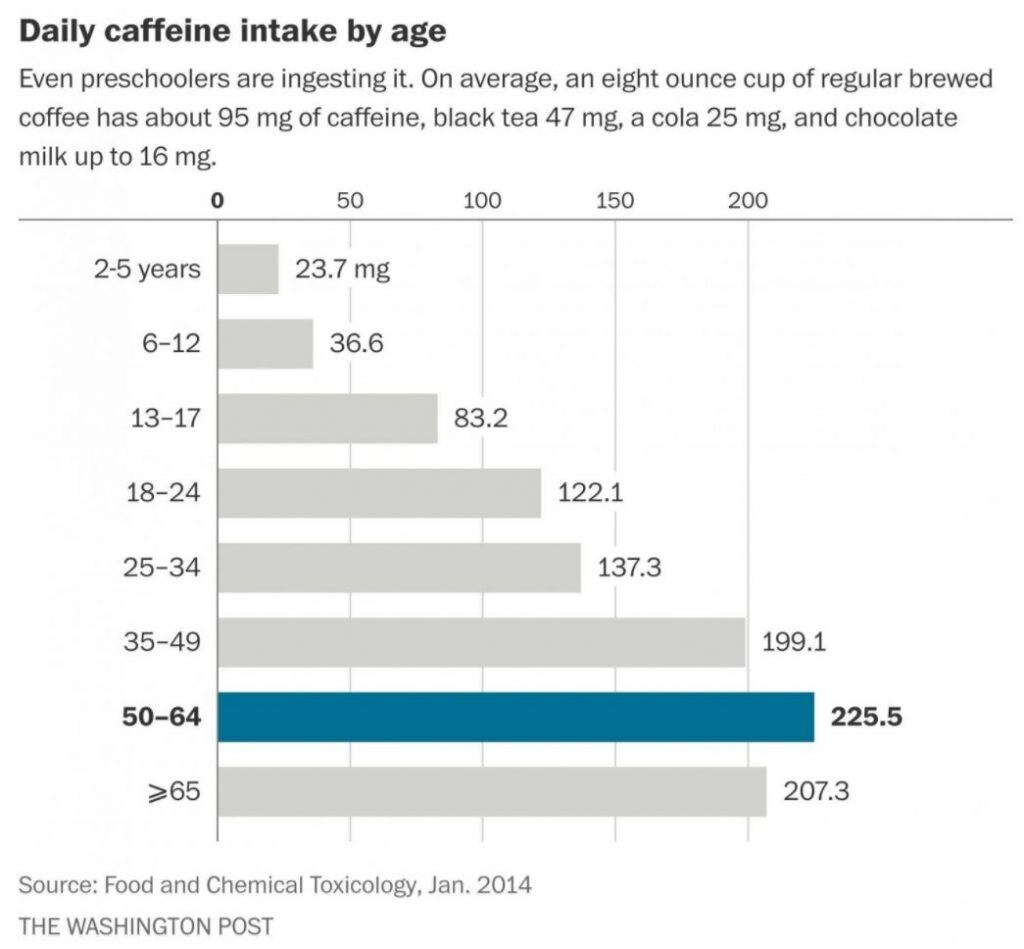 Daily caffeine intake by age
Even preschoolers are ingesting it. On average, an eight ounce cup of regular brewed
coffee has about 95 mg of caffeine, black tea 47 mg, a cola 25 mg, and chocolate
milk up to 16 mg.
0 50 100 150 200
2-5 years 23.7 mg
6–12 36.6
13–17 83.2
18–24 122.1
25–34 137.3
35–49 199.1
50–64 225.5
⩾65 207.3
Source: Food and Chemical Toxicology, Jan. 2014
THE WASHINGTON POST